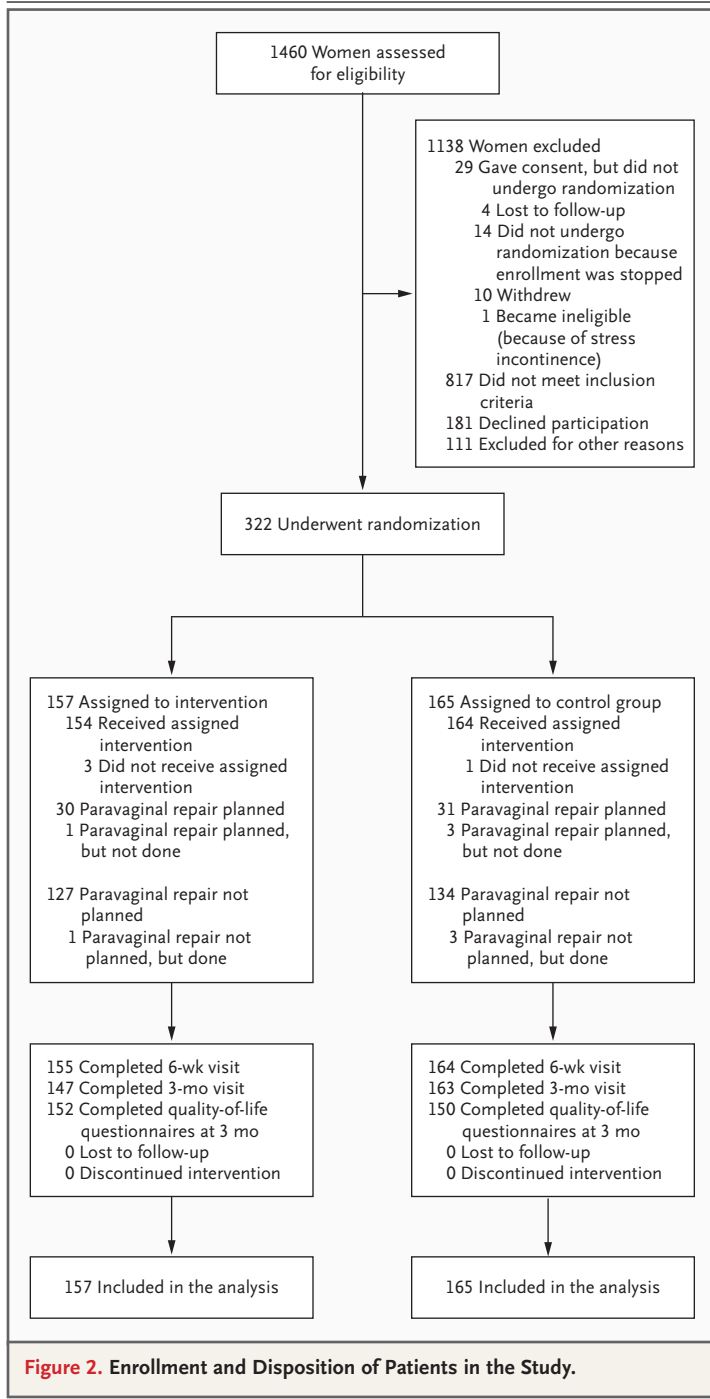 1460 Women assessed
for eligibility
1138 Women excluded
29 Gave consent, but did not
undergo randomization
4 Lost to follow-up
14 Did not undergo
randomization because
enrollment was stopped
10 Withdrew
1 Became ineligible
(because of stress
incontinence)
817 Did not meet inclusion
criteria
181 Declined participation
111 Excluded for other reasons
322 Underwent randomization
157 Assigned to intervention
154 Received assigned
intervention
3 Did not receive assigned
intervention
30 Paravaginal repair planned
1 Paravaginal repair planned,
but not done
127 Paravaginal repair not
planned
1 Paravaginal repair not
planned, but done
165 Assigned to control group
164 Received assigned
intervention
1 Did not receive assigned
intervention
31 Paravaginal repair planned
3 Paravaginal repair planned,
but not done
134 Paravaginal repair not
planned
3 Paravaginal repair not
planned, but done
155 Completed 6-wk visit
147 Completed 3-mo visit
152 Completed quality-of-life
questionnaires at 3 mo
0 Lost to follow-up
0 Discontinued intervention
164 Completed 6-wk visit
163 Completed 3-mo visit
150 Completed quality-of-life
questionnaires at 3 mo
0 Lost to follow-up
0 Discontinued intervention
157 Included in the analysis
165 Included in the analysis
Figure 2. Enrollment and Disposition of Patients in the Study.